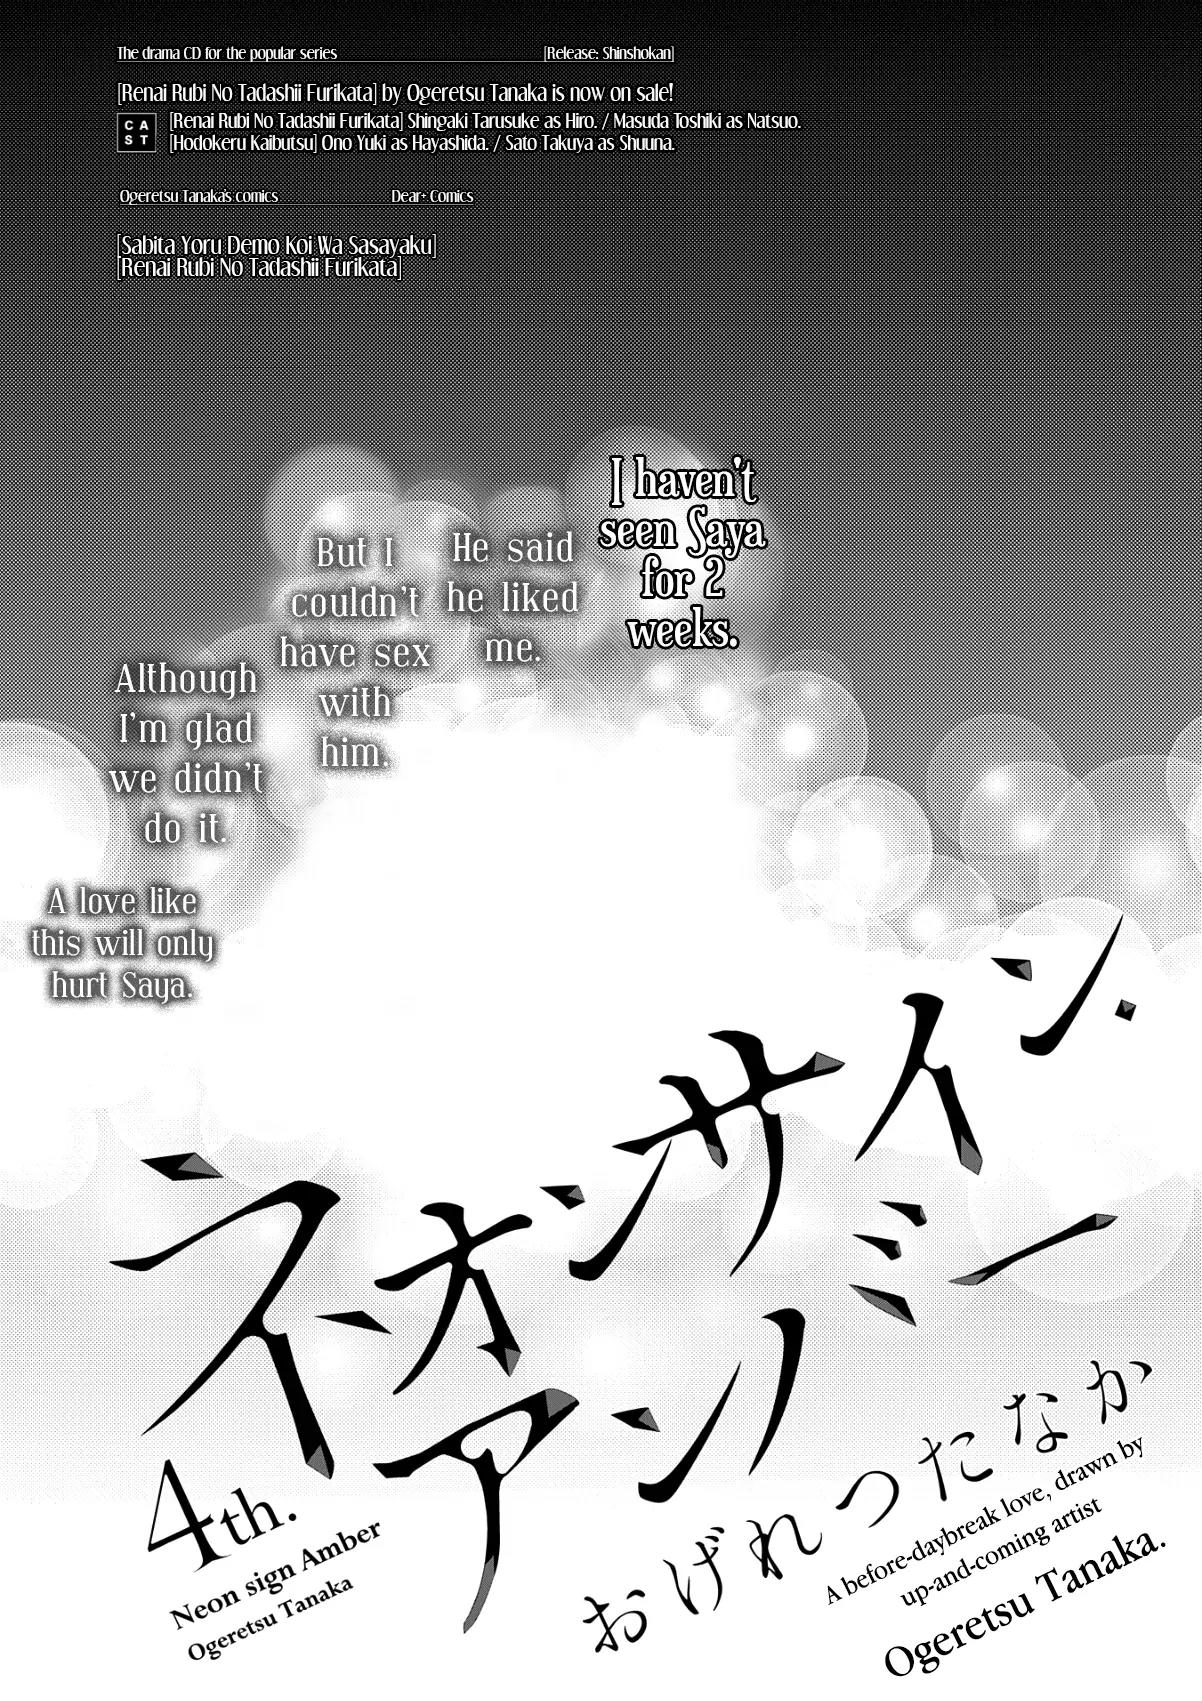 The drama CD for the popular series [Release: Shinshokan]
[Renai Rubi No Tadashii Furikata] by Ogeretsu Tanaka is now on sale!
CA
ST
[Renai Rubi No Tadashii Furikata] Shingaki Tarusuke as Hiro. / Masuda Toshiki as Natsuo.
[Hodokeru Kaibutsu] Ono Yuki as Hayashida. / Sato Takuya as Shuuna.
Ogeretsu Tanaka's comics Dear+ Comics
[Sabita Yoru Demo Koi Wa Sasayaku]
[Renai Rubi No Tadashii Furikata]
I haven't
seen Saya
for 2
weeks.
He said
he liked
me.
But I
couldn't
have sex
with
him.
Although
I'm glad
we didn't
do it.
A love like
this will only
hurt Saya.
ネオンサイン・
アンバー
おげれつたなか
4th.
Neon sign Amber
Ogeretsu Tanaka
A before-daybreak love, drawn by
up-and-coming artist
Ogeretsu Tanaka.